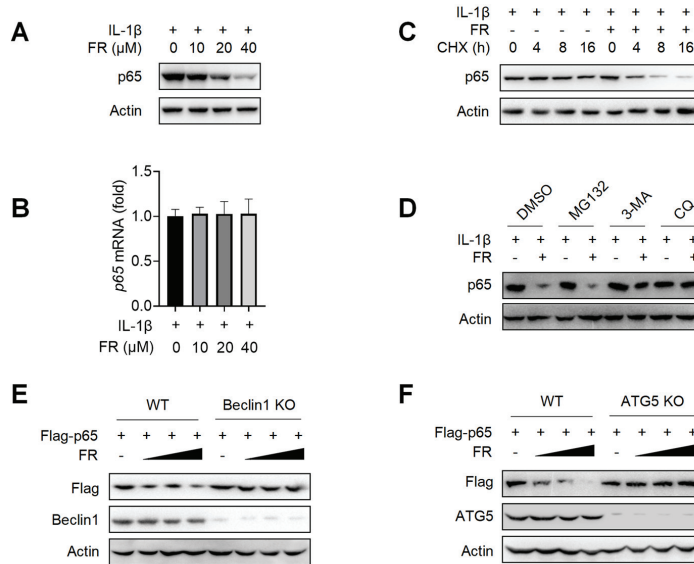 A
IL-1β + + + +
FR (μM) 0 10 20 40
p65
Actin
B
p65 mRNA (fold)
1.5
1.0
0.5
0.0
IL-1β + + + +
FR (μM) 0 10 20 40
C
IL-1β + + + + + + + +
FR + + + +
CHX (h) 0 4 8 16 0 4 8 16
p65
Actin
D
DMSO MG132 3-MA CQ
IL-1β + + + + + + + +
FR - + - + - + - +
p65
Actin
E
WT Beclin1 KO
Flag-p65 + + + + + + + +
FR - -
Flag
Beclin1
Actin
F
WT ATG5 KO
Flag-p65 + + + + + + + +
FR - -
Flag
ATG5
Actin